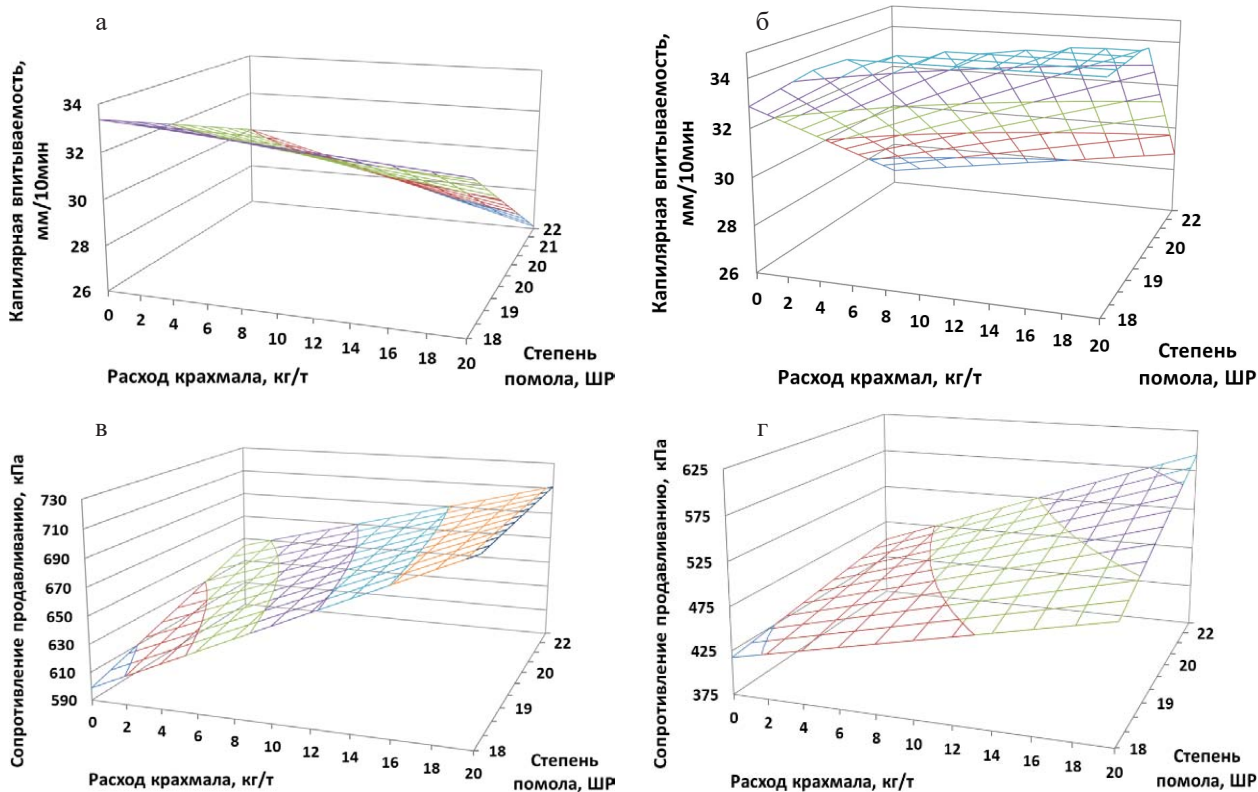 а
Капилярная впитываемость,
мм/10мин
34
32
30
28
26
0 2 4 6 8 10 12 14 16 18 20
Расход крахмала, кг/т
18
19
20
20
21
22
Степень
помола, ШР
б
Капилярная впитываемость,
мм/10мин
34
32
30
28
26
0 2 4 6 8 10 12 14 16 18 20
Расход крахмал, кг/т
18
19
20
22
Степень
помола, ШР
в
Сопротивление продавливанию, кПа
730
710
690
670
650
630
610
590
0 2 4 6 8 10 12 14 16 18 20
Расход крахмала, кг/т
18
19
20
22
Степень
помола, ШР
г
Сопротивление продавливанию, кПа
625
575
525
475
425
375
0 2 4 6 8 10 12 14 16 18 20
Расход крахмала, кг/т
18
19
20
22
Степень
помола, ШР